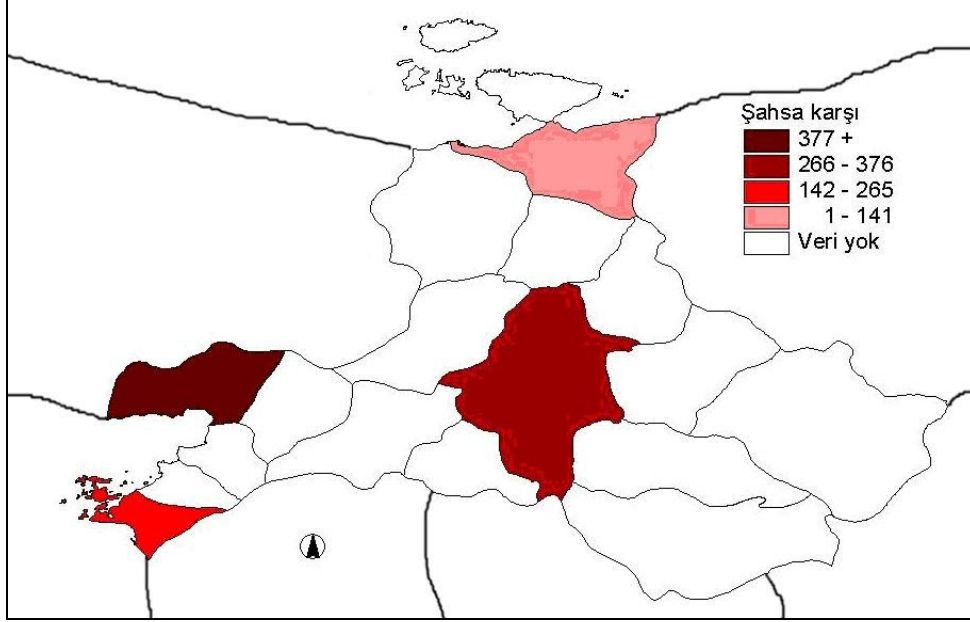 Şahsa karşı
377 +
266 - 376
142 - 265
1 - 141
Veri yok